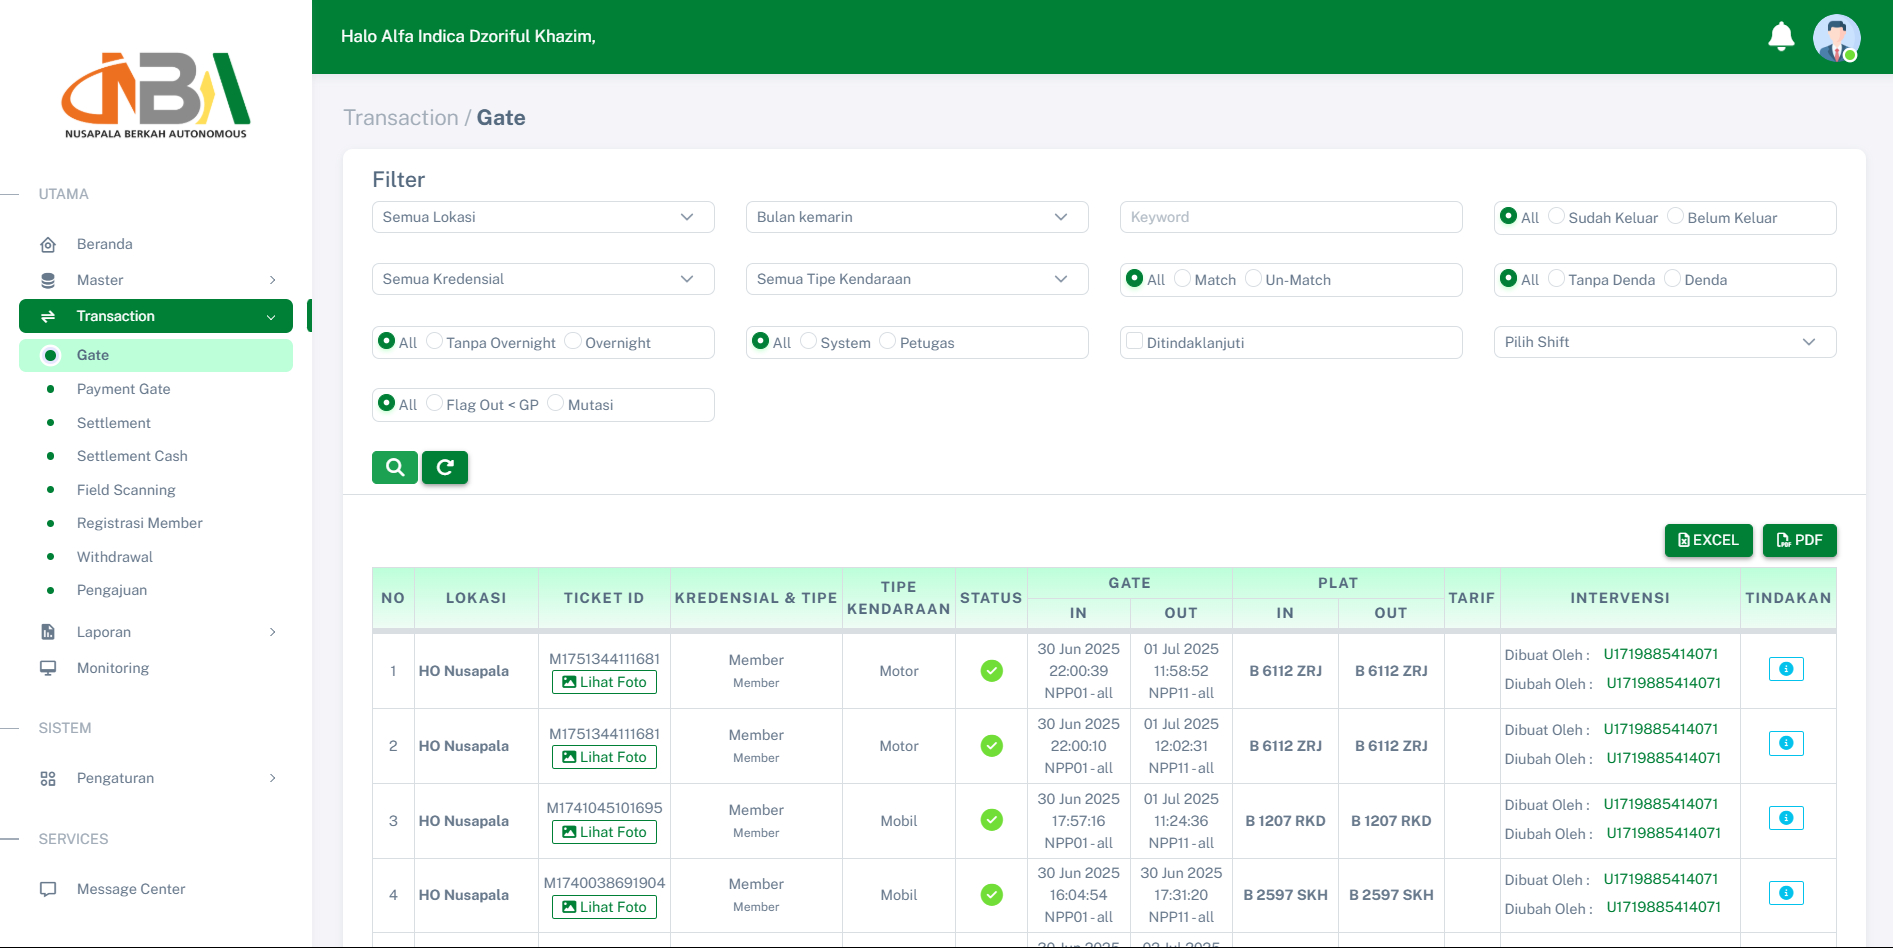 NBA
NUSAPALA BERKAH AUTONOMOUS
Halo Alfa Indica Dzoriful Khazim,
UTAMA
Beranda
Master
Transaction
Gate
Payment Gate
Settlement
Settlement Cash
Field Scanning
Registrasi Member
Withdrawal
Pengajuan
Laporan
Monitoring
SISTEM
Pengaturan
SERVICES
Message Center
Transaction / Gate
Filter
Semua Lokasi
Bulan kemarin
Keyword
All Sudah Keluar Belum Keluar
Semua Kredensial
Semua Tipe Kendaraan
All Match Un-Match
All Tanpa Denda Denda
All Tanpa Overnight Overnight
All System Petugas
Ditindaklanjuti
Pilih Shift
All Flag Out < GP Mutasi
EXCEL PDF
NO LOKASI TICKET ID KREDENSIAL & TIPE TIPE KENDARAAN STATUS GATE PLAT TARIF INTERVENSI TINDAKAN
IN OUT IN OUT
1 HO Nusapala M1751344111681 Member Motor 30 Jun 2025 01 Jul 2025 B 6112 ZRJ B 6112 ZRJ Dibuat Oleh : U1719885414071
Lihat Foto Member 22:00:39 11:58:52 Diubah Oleh : U1719885414071
NPP01 - all NPP11 - all
2 HO Nusapala M1751344111681 Member Motor 30 Jun 2025 01 Jul 2025 B 6112 ZRJ B 6112 ZRJ Dibuat Oleh : U1719885414071
Lihat Foto Member 22:00:10 12:02:31 Diubah Oleh : U1719885414071
NPP01 - all NPP11 - all
3 HO Nusapala M1741045101695 Member Mobil 30 Jun 2025 01 Jul 2025 B 1207 RKD B 1207 RKD Dibuat Oleh : U1719885414071
Lihat Foto Member 17:57:16 11:24:36 Diubah Oleh : U1719885414071
NPP01 - all NPP11 - all
4 HO Nusapala M1740038691904 Member Mobil 30 Jun 2025 30 Jun 2025 B 2597 SKH B 2597 SKH Dibuat Oleh : U1719885414071
Lihat Foto Member 16:04:54 17:31:20 Diubah Oleh : U1719885414071
NPP01 - all NPP11 - all